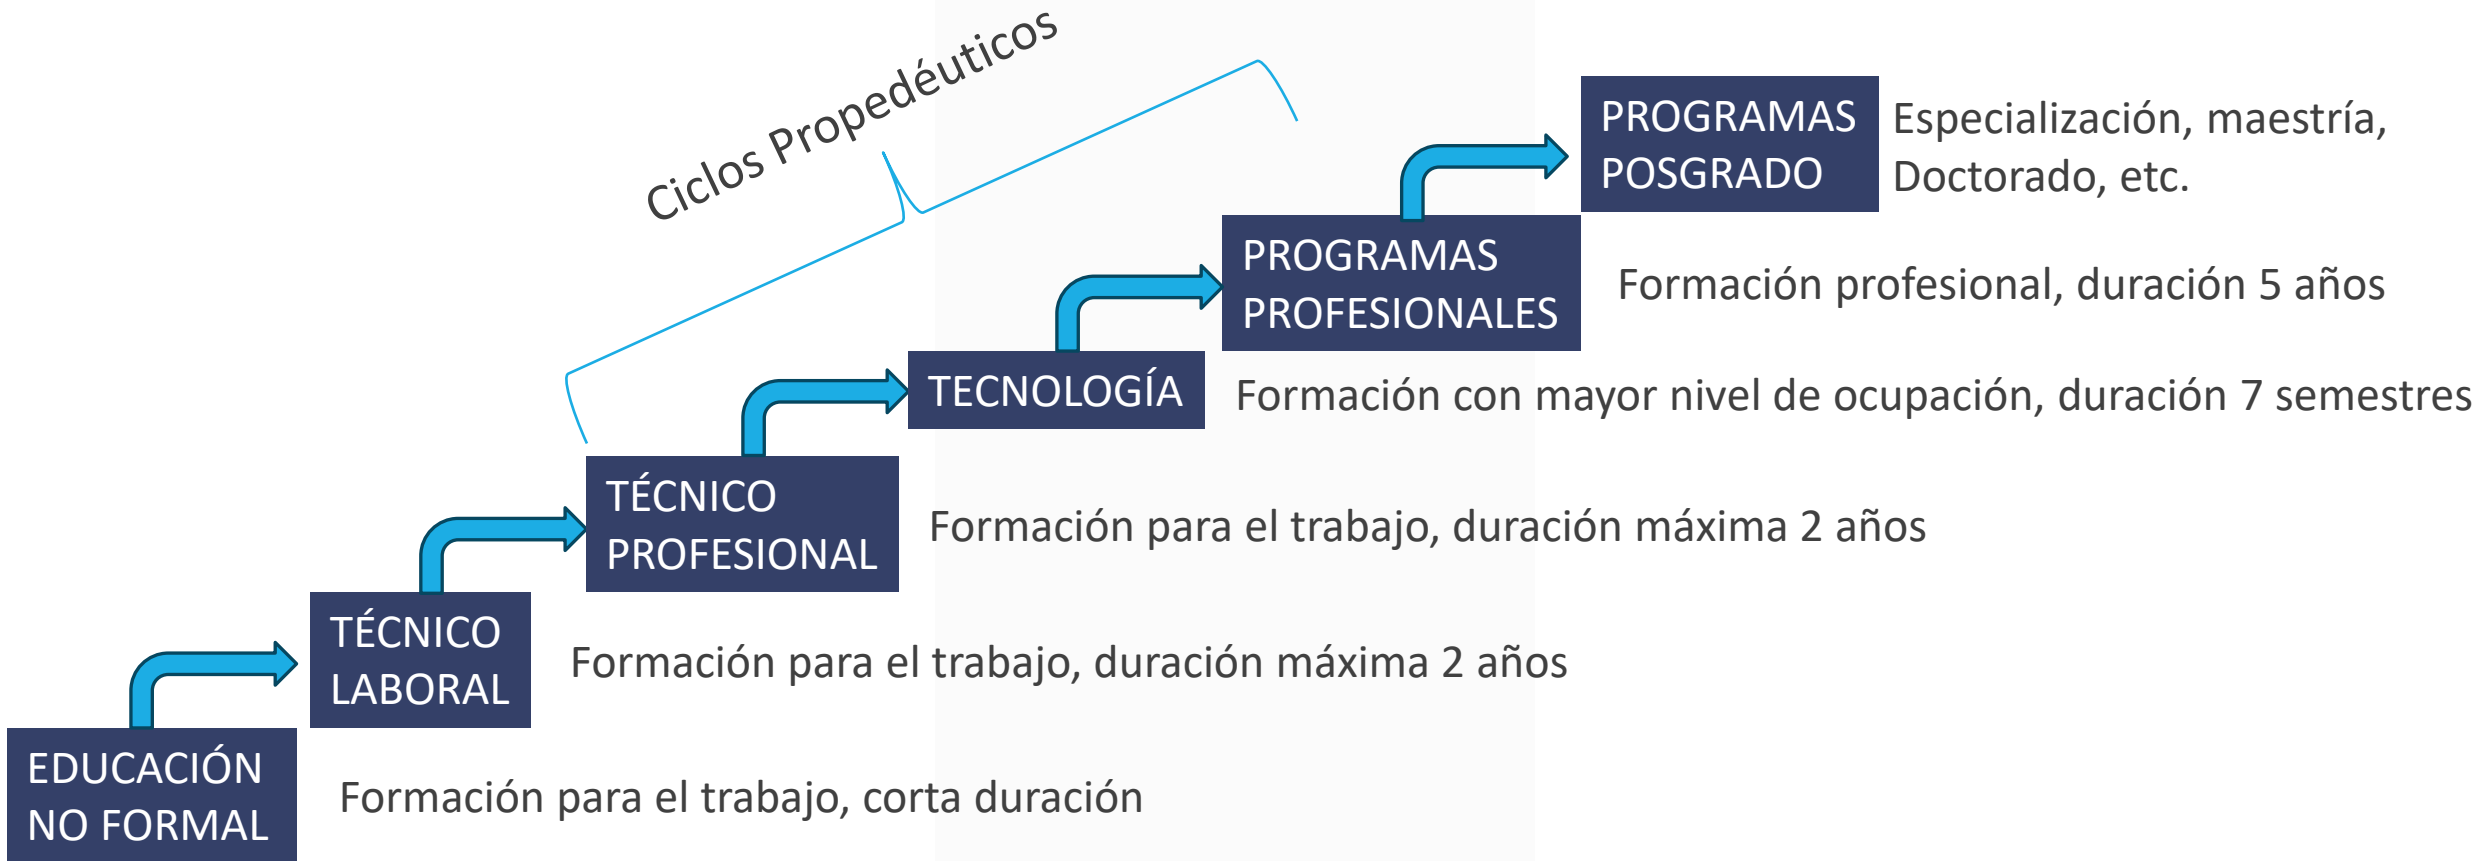 Ciclos Propedéuticos
PROGRAMAS
POSGRADO
Especialización, maestría,
Doctorado, etc.
PROGRAMAS
PROFESIONALES
Formación profesional, duración 5 años
TECNOLOGÍA
Formación con mayor nivel de ocupación, duración 7 semestres
TÉCNICO
PROFESIONAL
Formación para el trabajo, duración máxima 2 años
TÉCNICO
LABORAL
Formación para el trabajo, duración máxima 2 años
EDUCACIÓN
NO FORMAL
Formación para el trabajo, corta duración